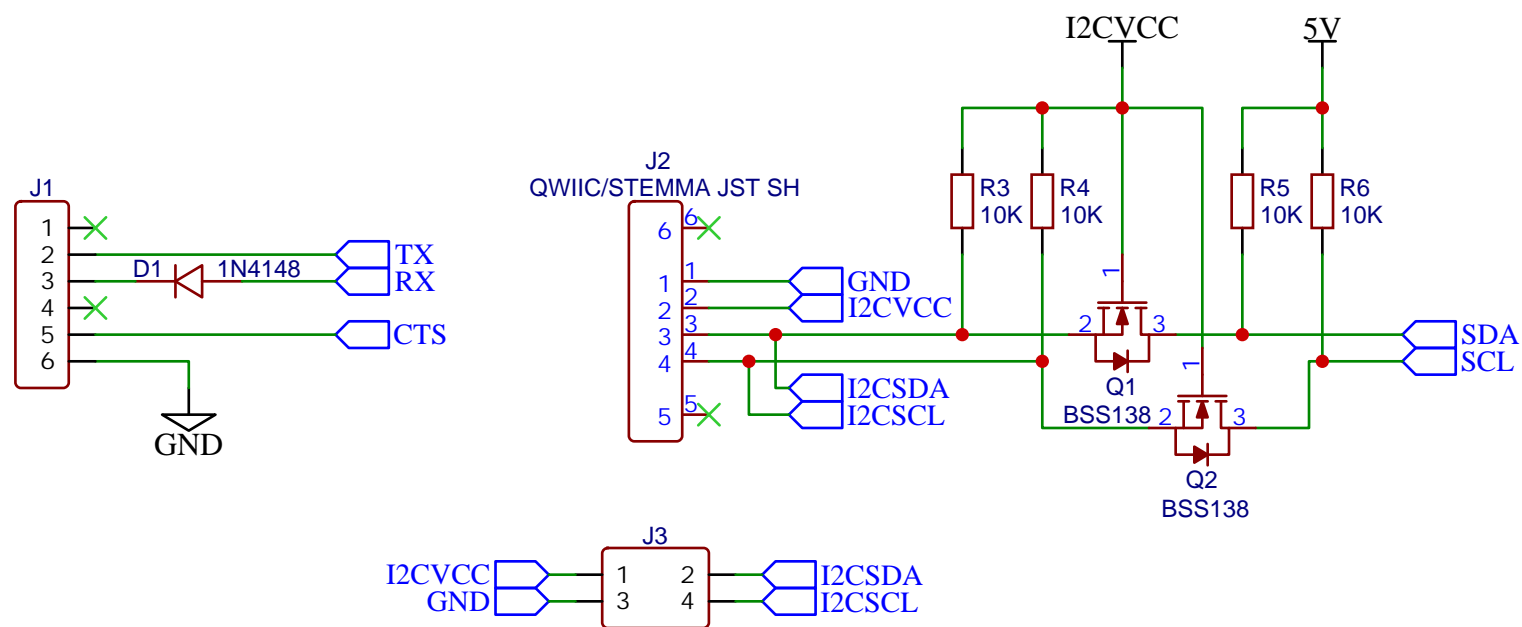 I2CVCC
5V
J1
1
2
3
4
5
6
D1
1N4148
TX
RX
CTS
GND
J2
QWIIC/STEMMA JST SH
6
6
1
1
2
2
3
3
4
4
5
5
GND
I2CVCC
I2CSDA
I2CSCL
R3
10K
R4
10K
R5
10K
R6
10K
1
2
3
Q1
BSS138
1
2
3
Q2
BSS138
SDA
SCL
J3
I2CVCC
1
2
I2CSDA
GND
3
4
I2CSCL